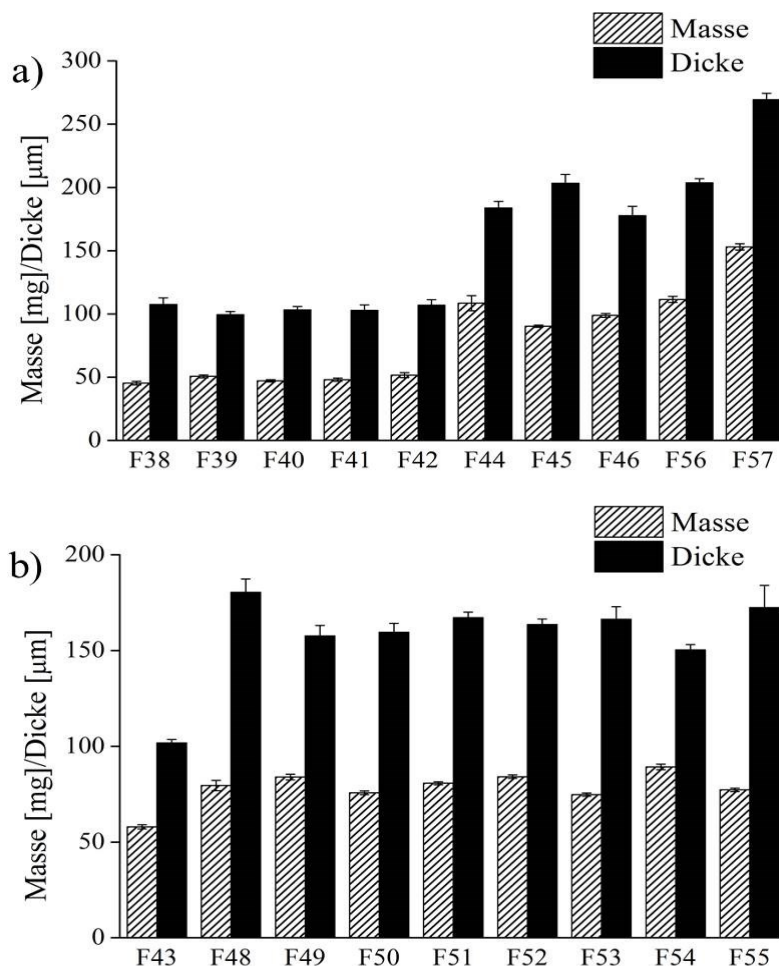 Masse
Dicke
a)
300
250
200
150
100
50
0
Masse [mg]/Dicke [µm]
F38 F39 F40 F41 F42 F44 F45 F46 F56 F57
Masse
Dicke
b)
200
150
100
50
0
Masse [mg]/Dicke [µm]
F43 F48 F49 F50 F51 F52 F53 F54 F55